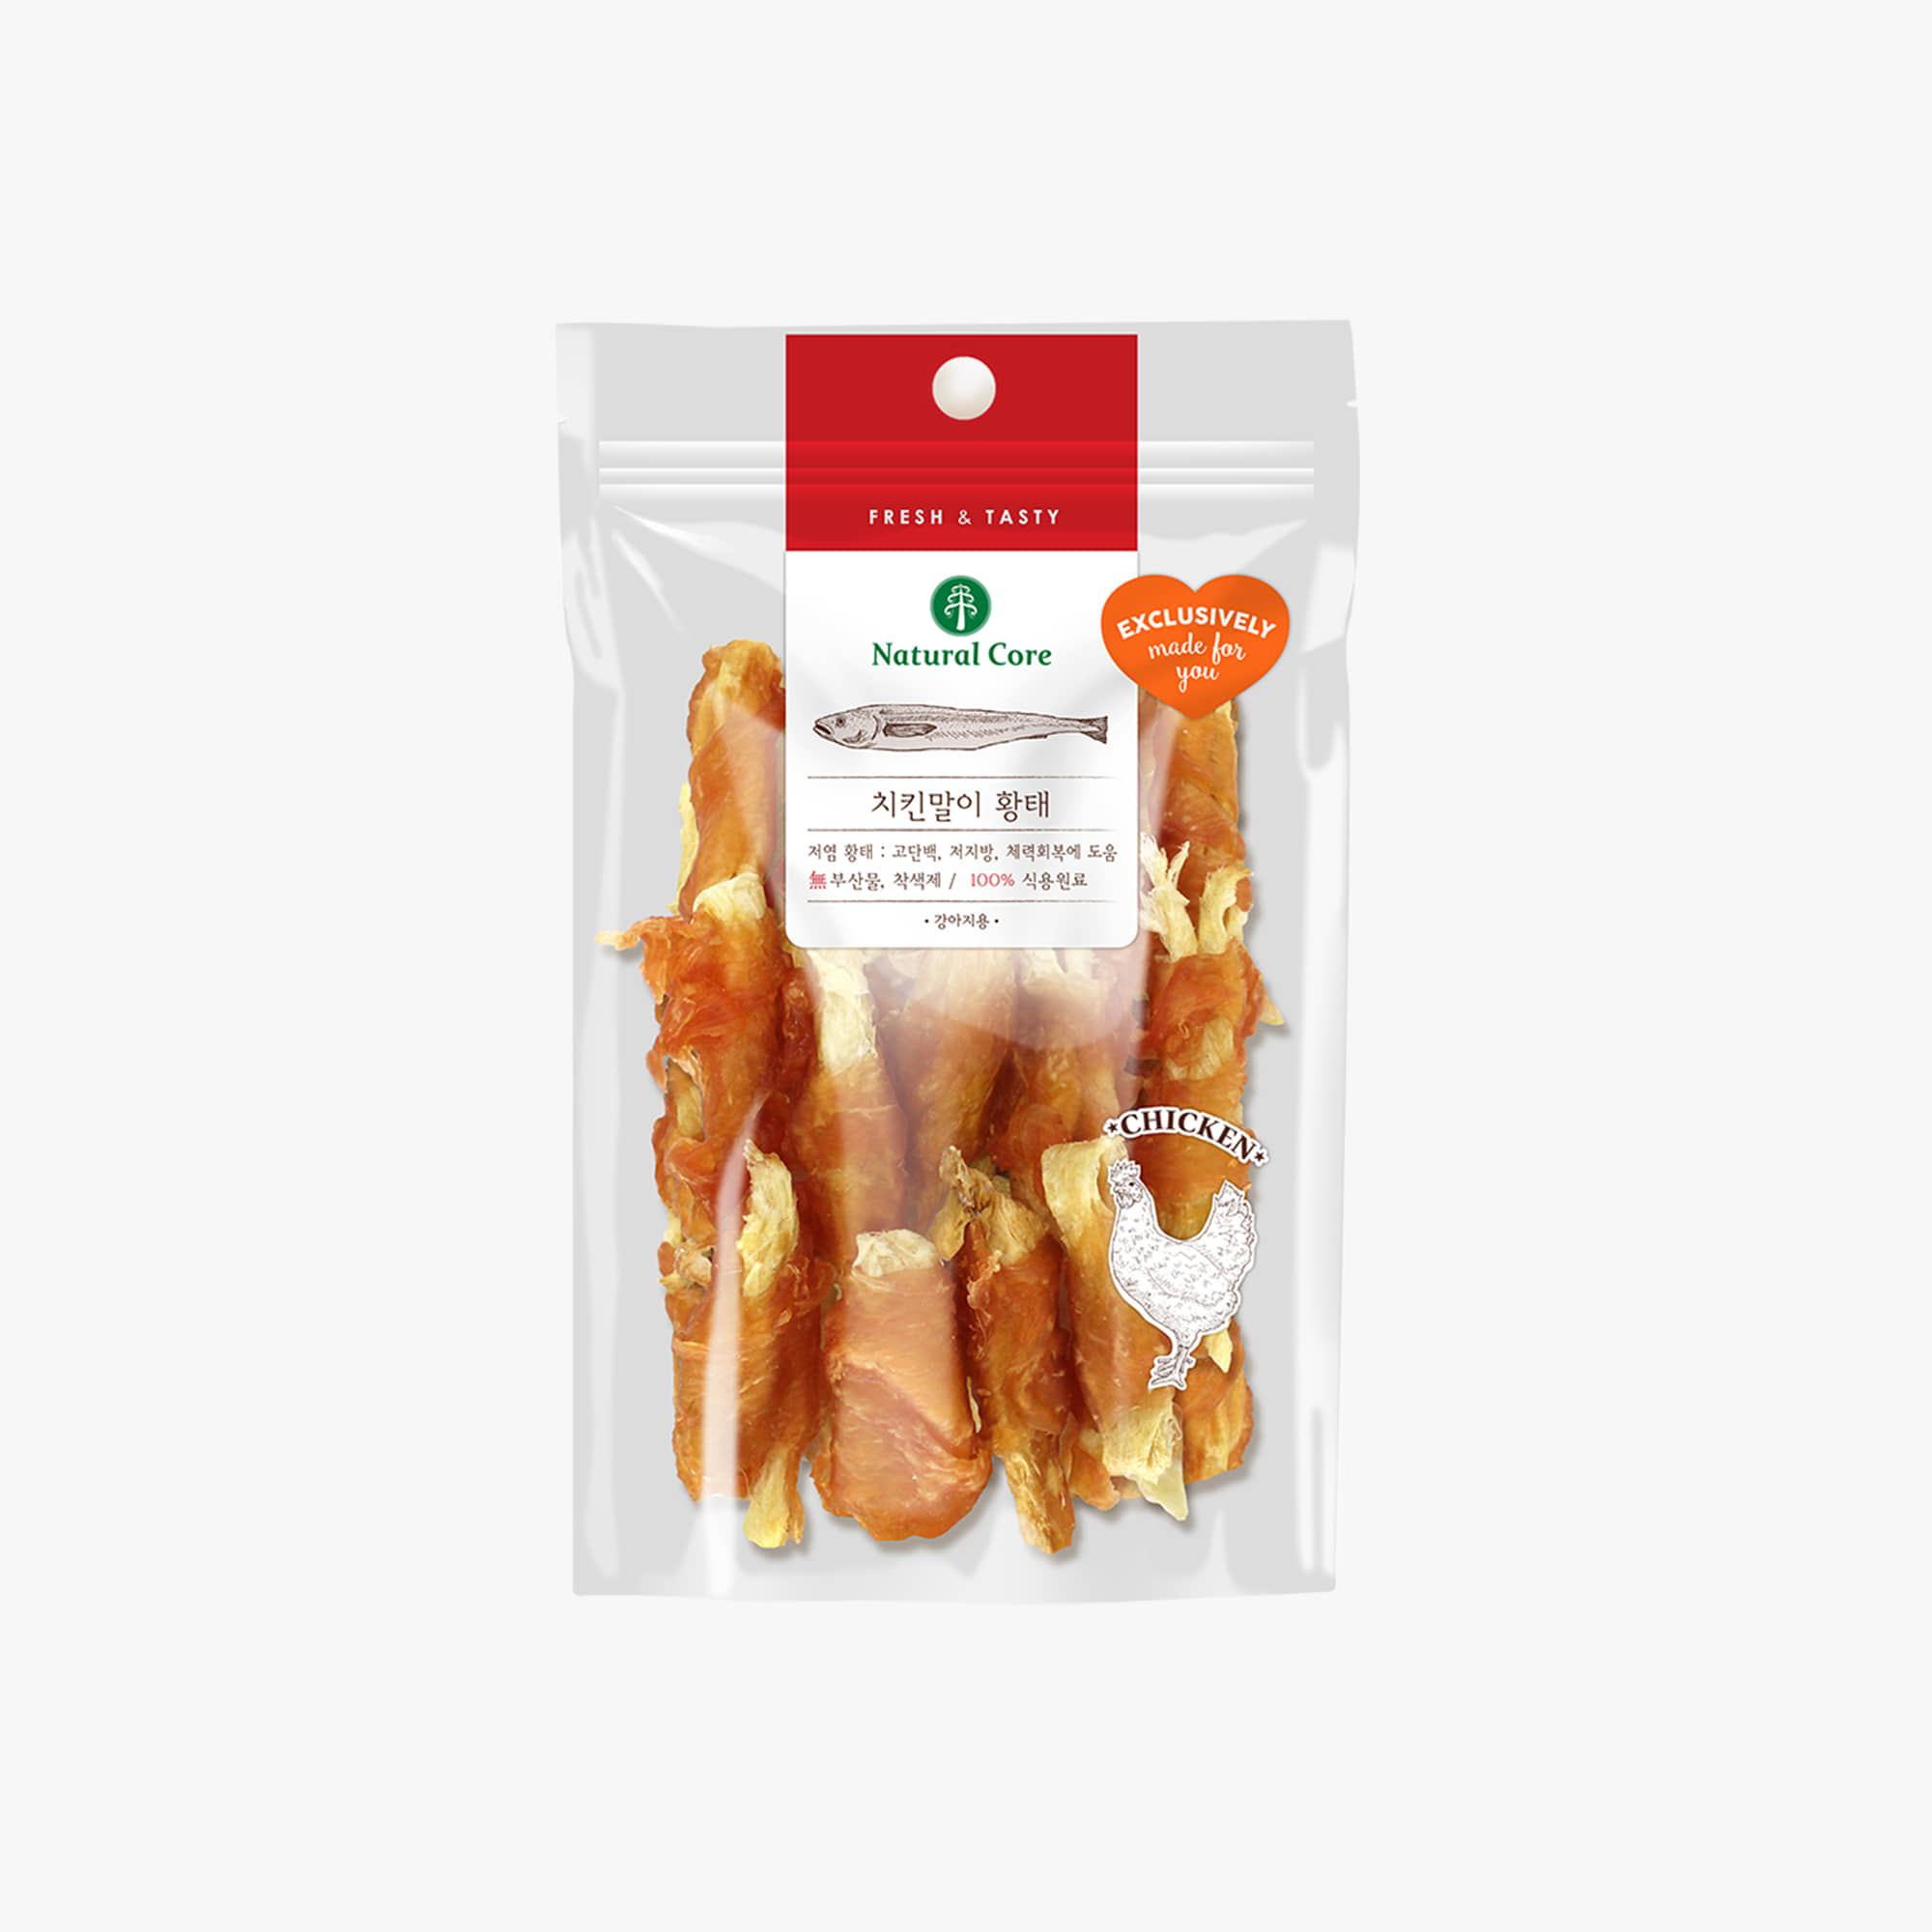 FRESH & TASTY
Natural Core
EXCLUSIVELY
made for
you
치킨말이 황태
저염 황태 : 고단백, 저지방, 체력회복에 도움
無부산물, 착색제 / 100% 식용원료
· 강아지용 ·
★CHICKEN★